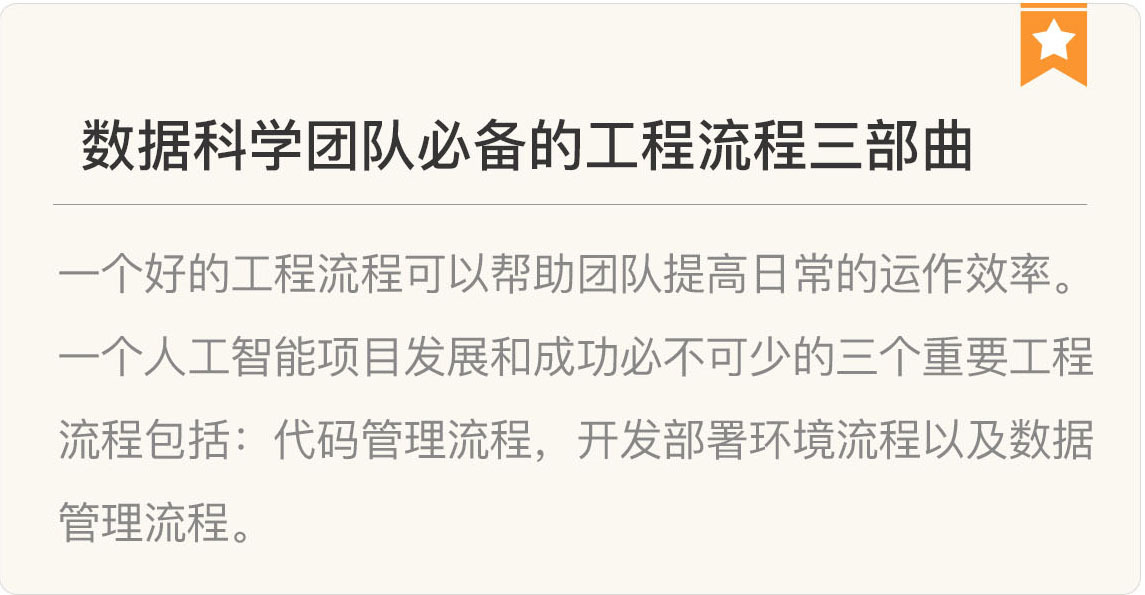 数据科学团队必备的工程流程三部曲
一个好的工程流程可以帮助团队提高日常的运作效率。
一个人工智能项目发展和成功必不可少的三个重要工程
流程包括：代码管理流程，开发部署环境流程以及数据
管理流程。